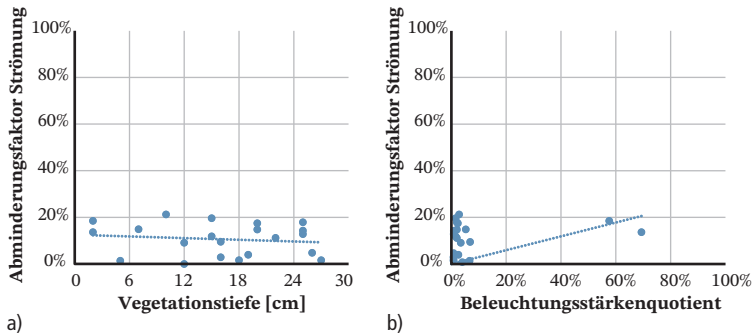 Abminderungsfaktor Strömung
100%
80%
60%
40%
20%
0%
0 6 12 18 24 30
Vegetationstiefe [cm]
a)
Abminderungsfaktor Strömung
100%
80%
60%
40%
20%
0%
0% 20% 40% 60% 80% 100%
Beleuchtungsstärkenquotient
b)